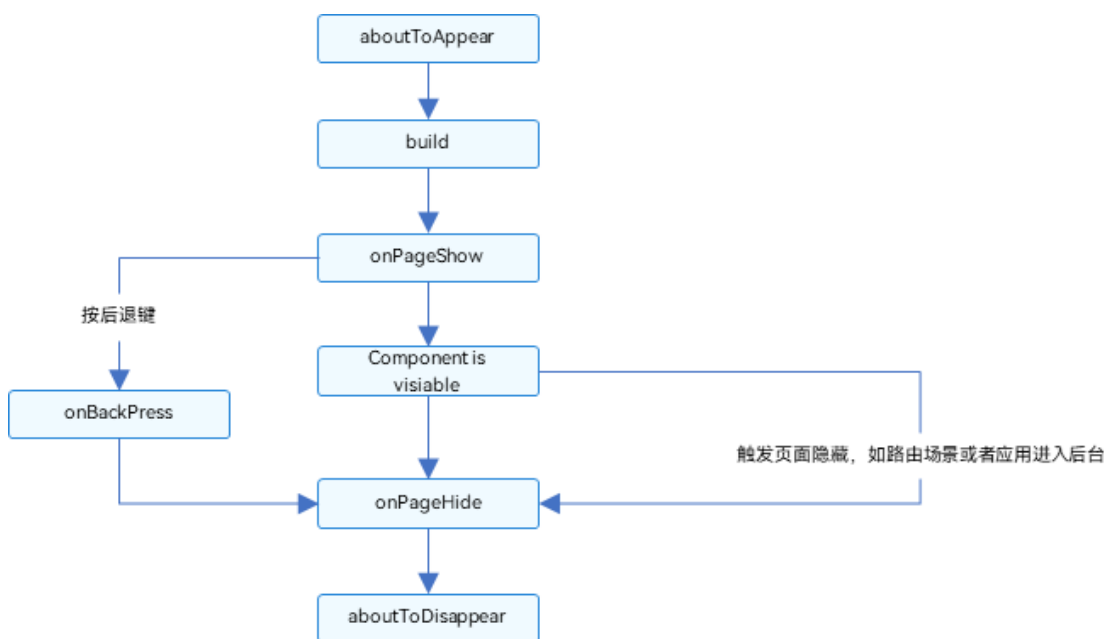 aboutToAppear
build
onPageShow
按后退键
Component is
visiable
onBackPress
触发页面隐藏，如路由场景或者应用进入后台
onPageHide
aboutToDisappear